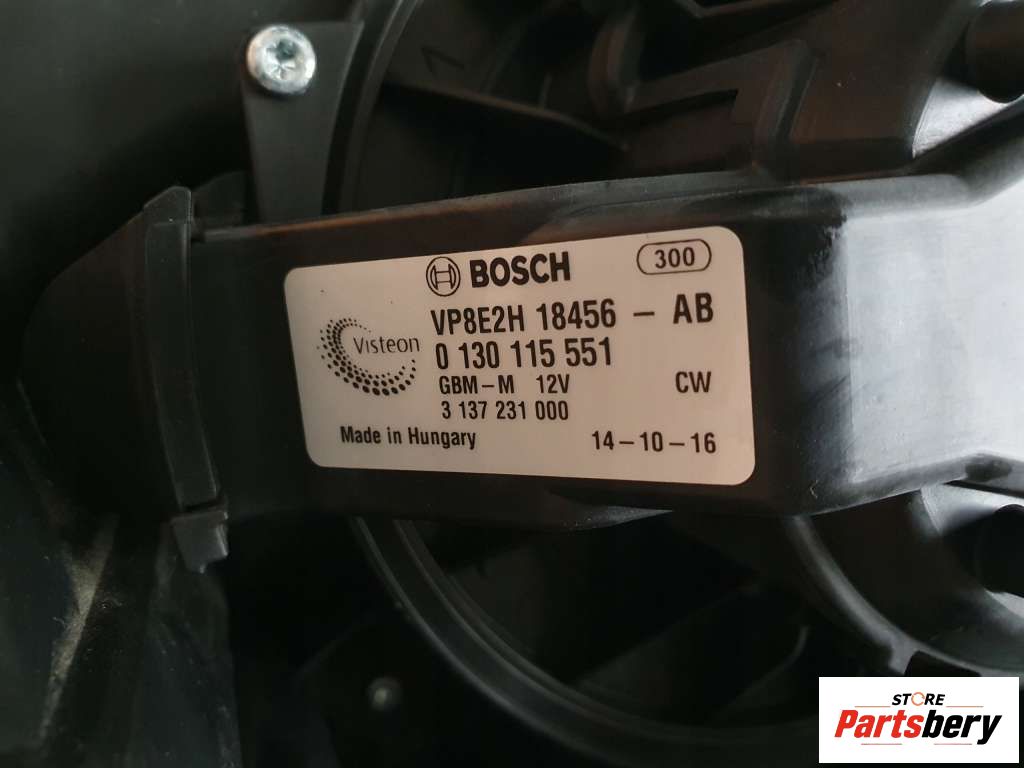 BOSCH 300
VP8E2H 18456 - AB
Visteon
0 130 115 551
GBM-M 12V CW
3 137 231 000
Made in Hungary 14-10-16
STORE
Partsbery